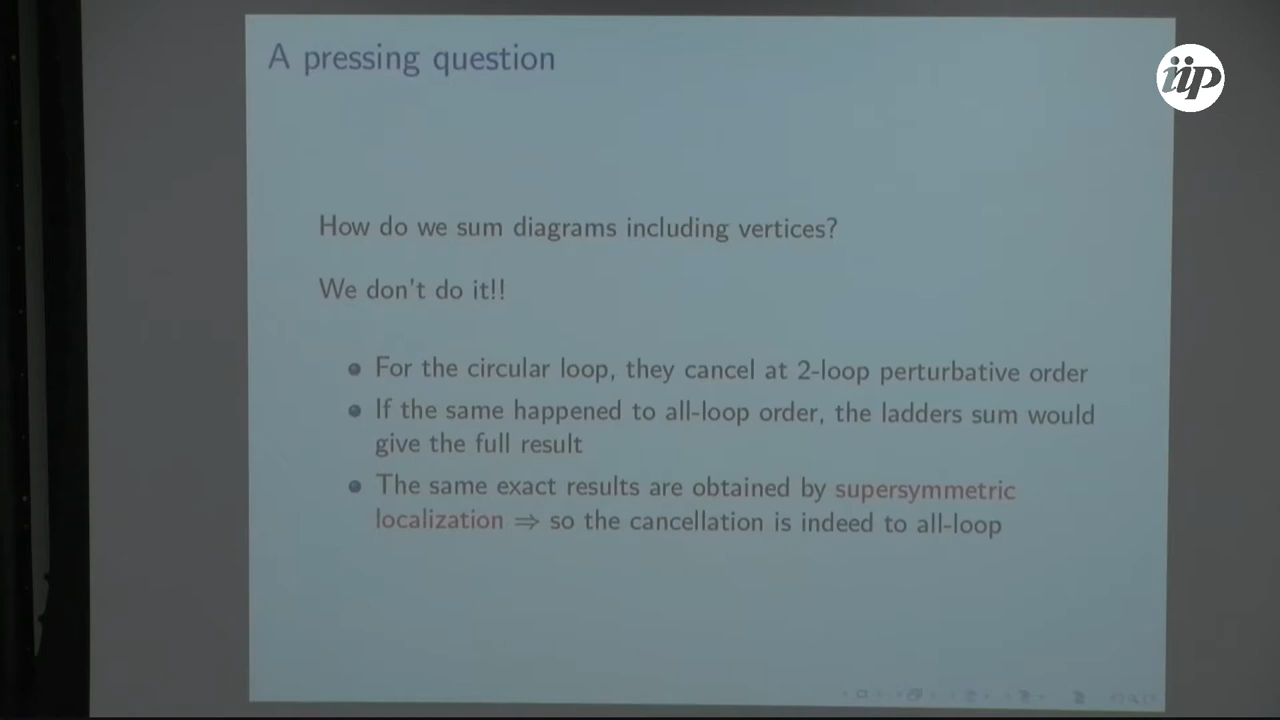 A pressing question
iip
How do we sum diagrams including vertices?
We don't do it!!
For the circular loop, they cancel at 2-loop perturbative order
If the same happened to all-loop order, the ladders sum would
give the full result
The same exact results are obtained by supersymmetric
localization ⇒ so the cancellation is indeed to all-loop